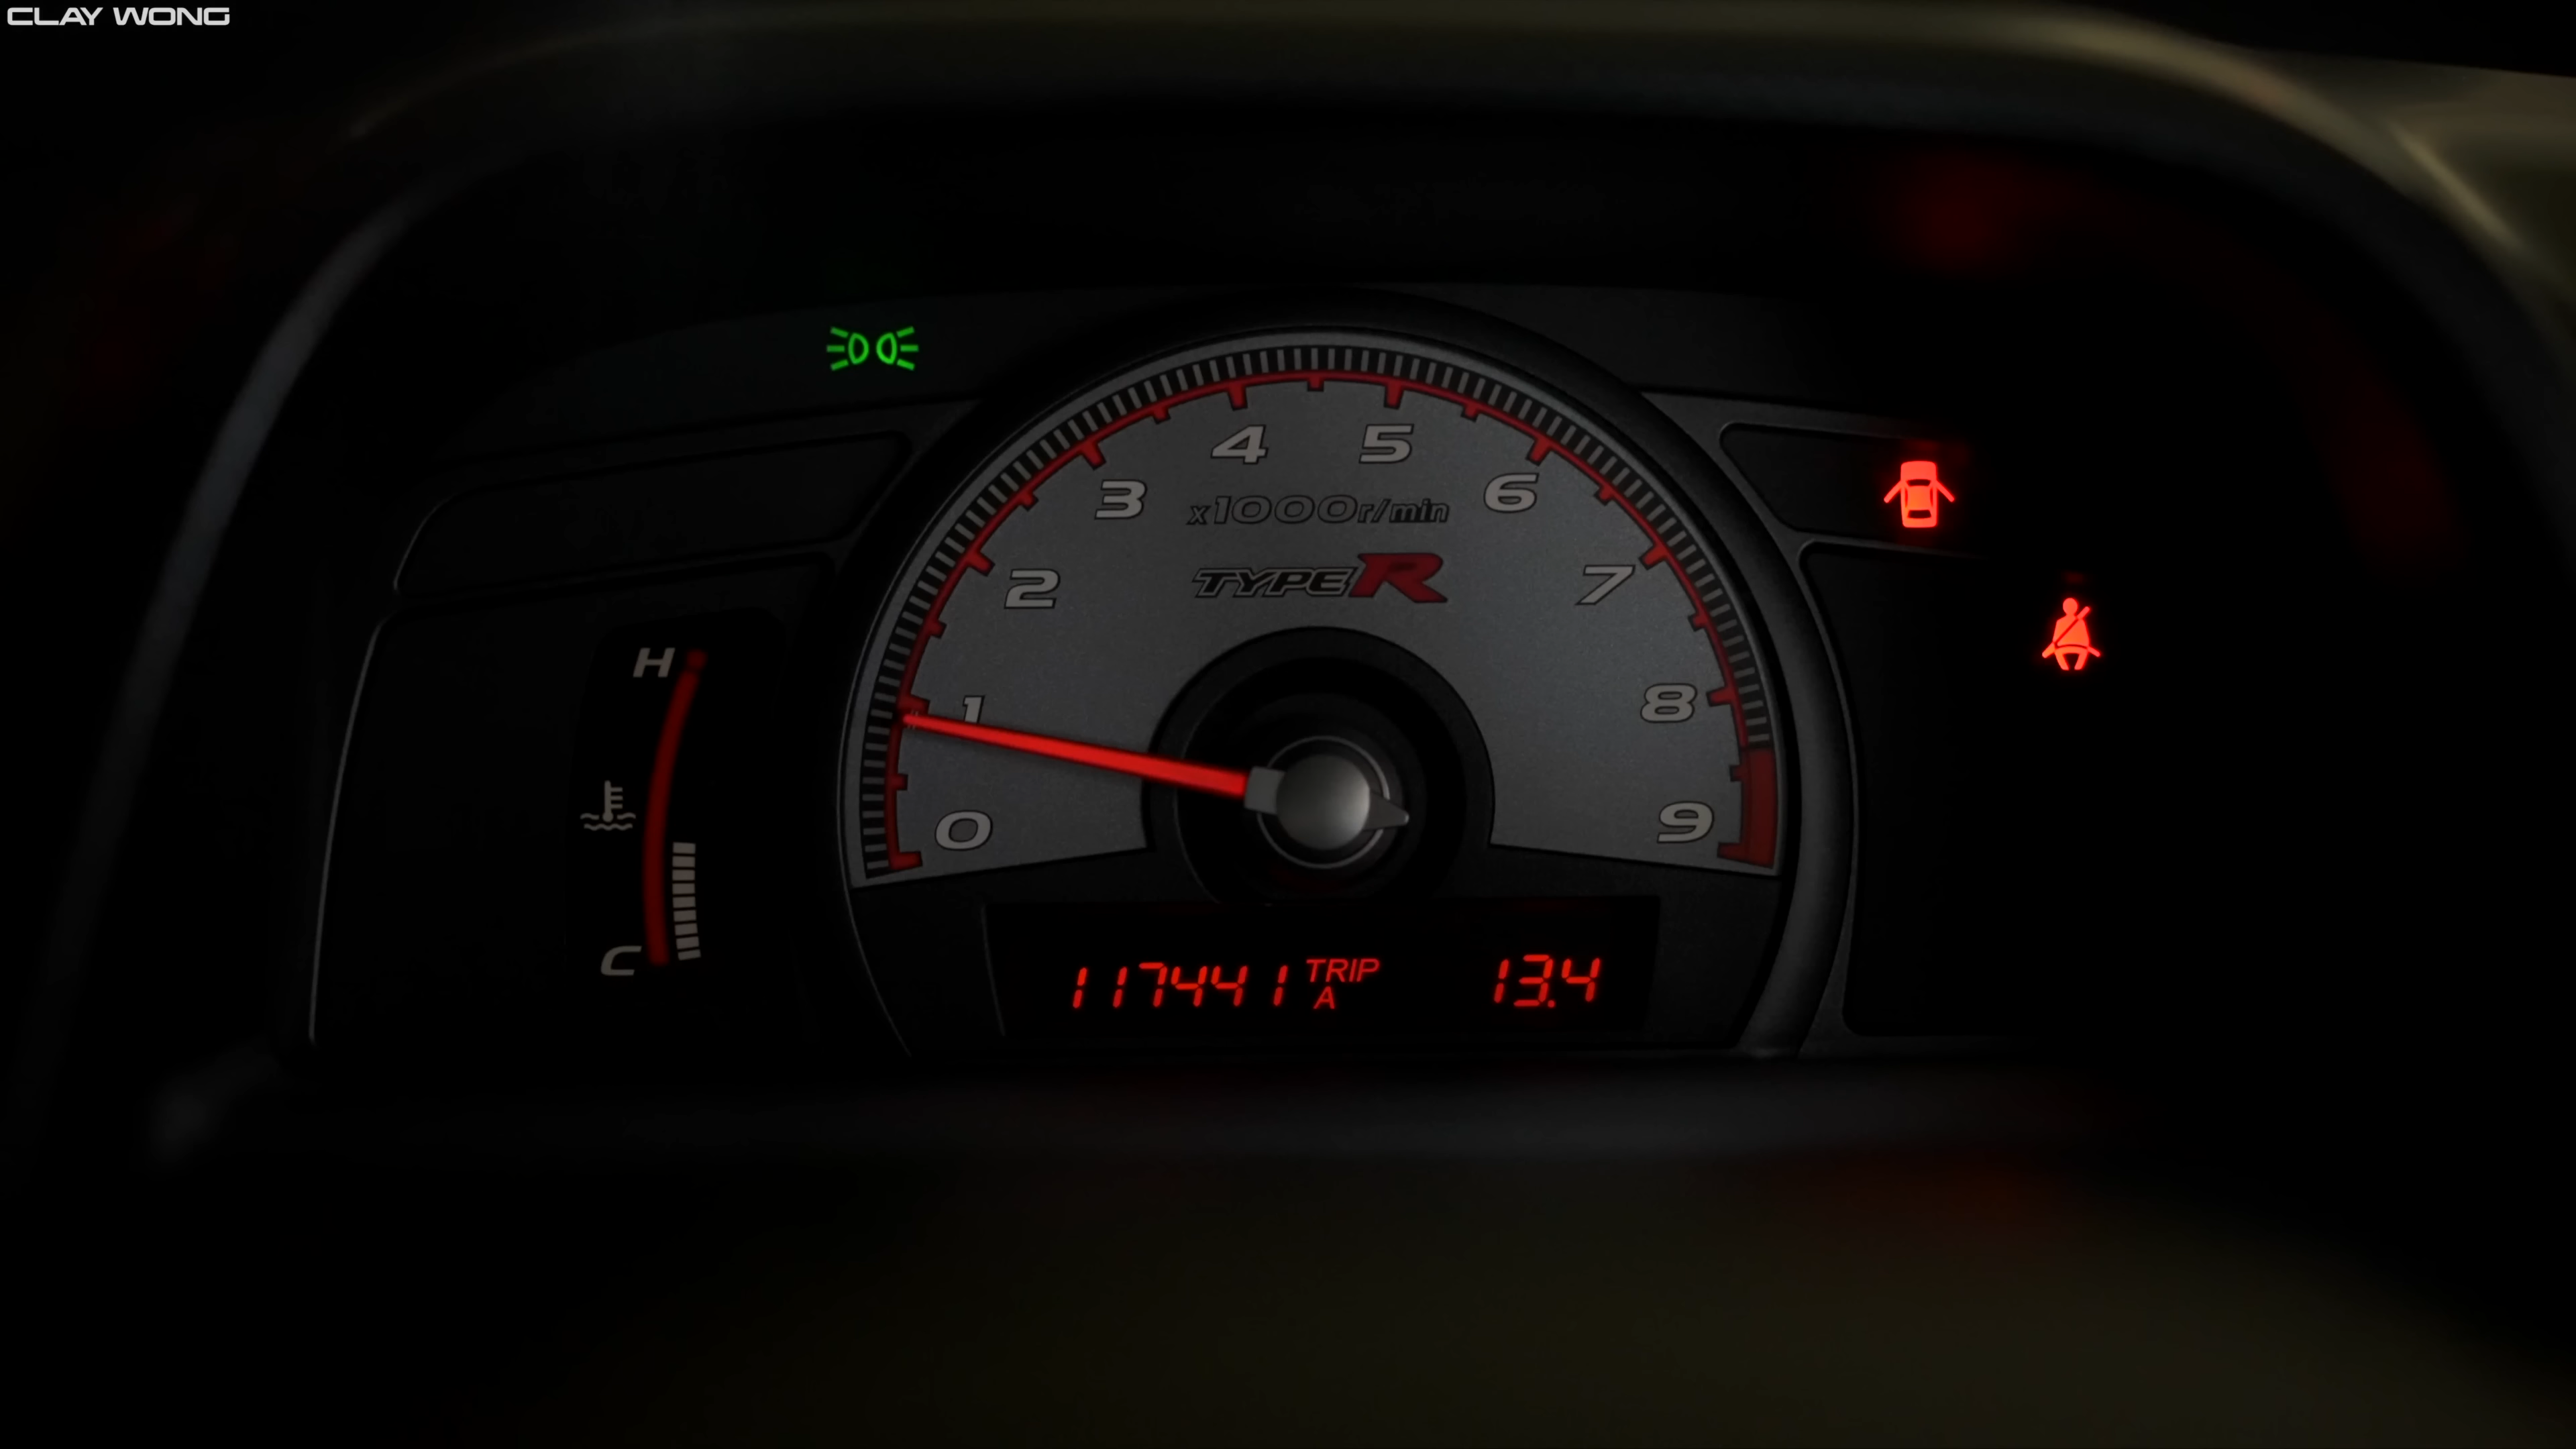 CLAY WONG
4 5
3 6
x1000r/min
2 7
TYPE R
H
1 8
0 9
C
117441 TRIP A 13.4